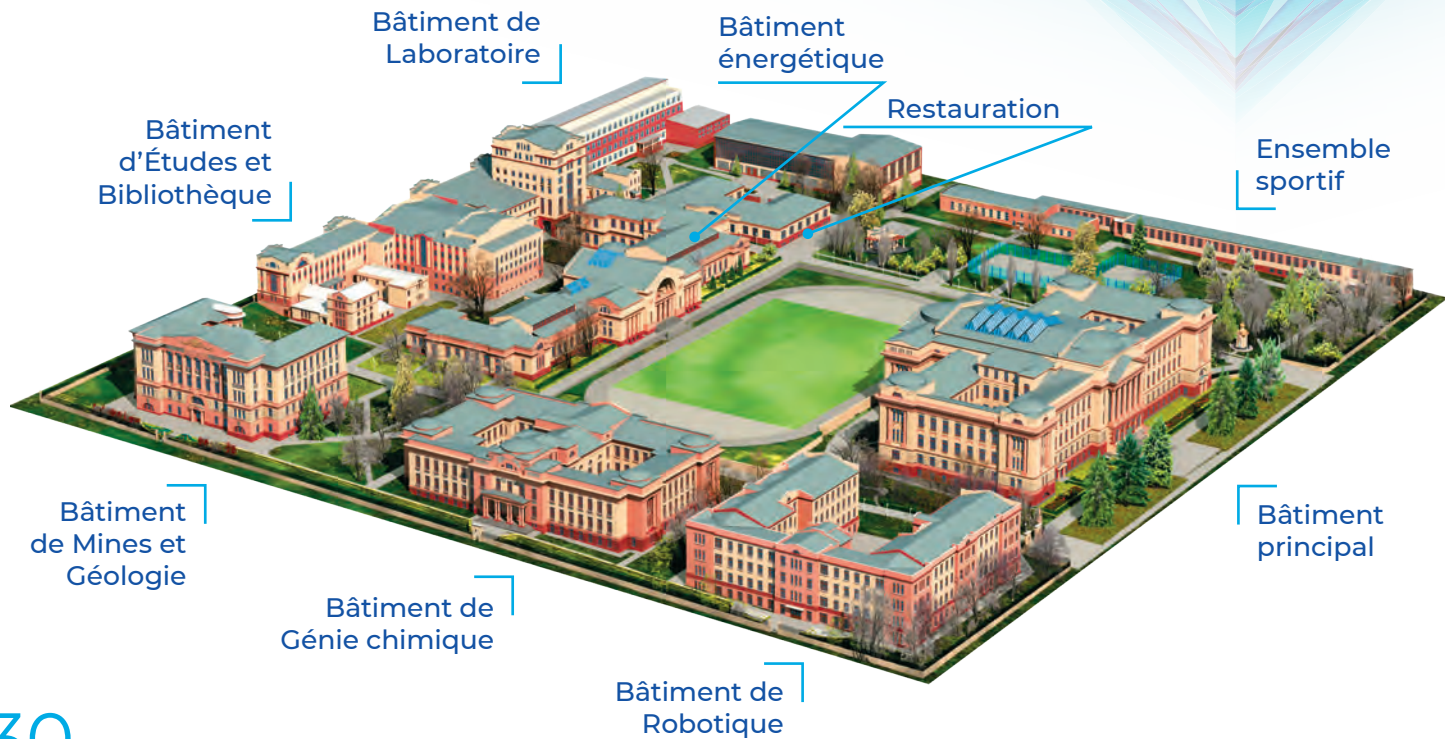 Bâtiment de
Laboratoire
Bâtiment
énergétique
Restauration
Bâtiment
d’Études et
Bibliothèque
Ensemble
sportif
Bâtiment
de Mines et
Géologie
Bâtiment
principal
Bâtiment de
Génie chimique
Bâtiment de
Robotique
30